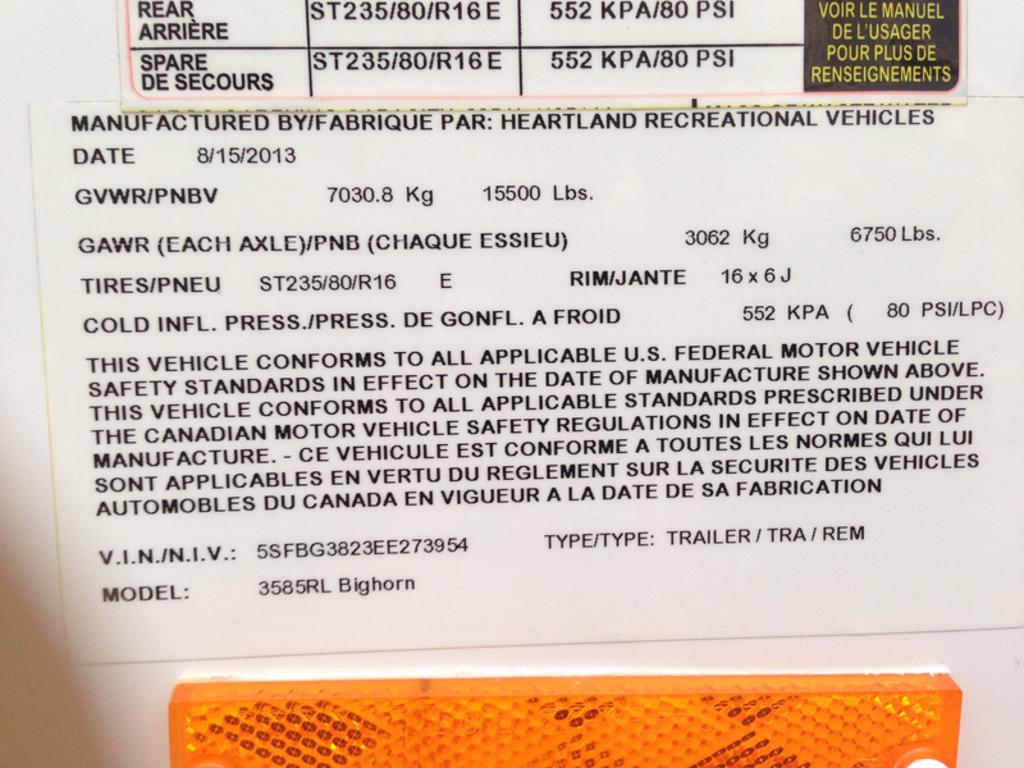 REAR
ARRIÈRE
ST235/80/R16 E
552 KPA/80 PSI
SPARE
DE SECOURS
ST235/80/R16 E
552 KPA/80 PSI
VOIR LE MANUEL
DE L'USAGER
POUR PLUS DE
RENSEIGNEMENTS
MANUFACTURED BY/FABRIQUE PAR: HEARTLAND RECREATIONAL VEHICLES
DATE 8/15/2013
GVWR/PNBV 7030.8 Kg 15500 Lbs.
GAWR (EACH AXLE)/PNB (CHAQUE ESSIEU) 3062 Kg 6750 Lbs.
TIRES/PNEU ST235/80/R16 E RIM/JANTE 16 x 6 J
COLD INFL. PRESS./PRESS. DE GONFL. A FROID 552 KPA ( 80 PSI/LPC)
THIS VEHICLE CONFORMS TO ALL APPLICABLE U.S. FEDERAL MOTOR VEHICLE
SAFETY STANDARDS IN EFFECT ON THE DATE OF MANUFACTURE SHOWN ABOVE.
THIS VEHICLE CONFORMS TO ALL APPLICABLE STANDARDS PRESCRIBED UNDER
THE CANADIAN MOTOR VEHICLE SAFETY REGULATIONS IN EFFECT ON DATE OF
MANUFACTURE. - CE VEHICULE EST CONFORME A TOUTES LES NORMES QUI LUI
SONT APPLICABLES EN VERTU DU REGLEMENT SUR LA SECURITE DES VEHICLES
AUTOMOBILES DU CANADA EN VIGUEUR A LA DATE DE SA FABRICATION
V.I.N./N.I.V.: 5SFBG3823EE273954 TYPE/TYPE: TRAILER / TRA / REM
MODEL: 3585RL Bighorn